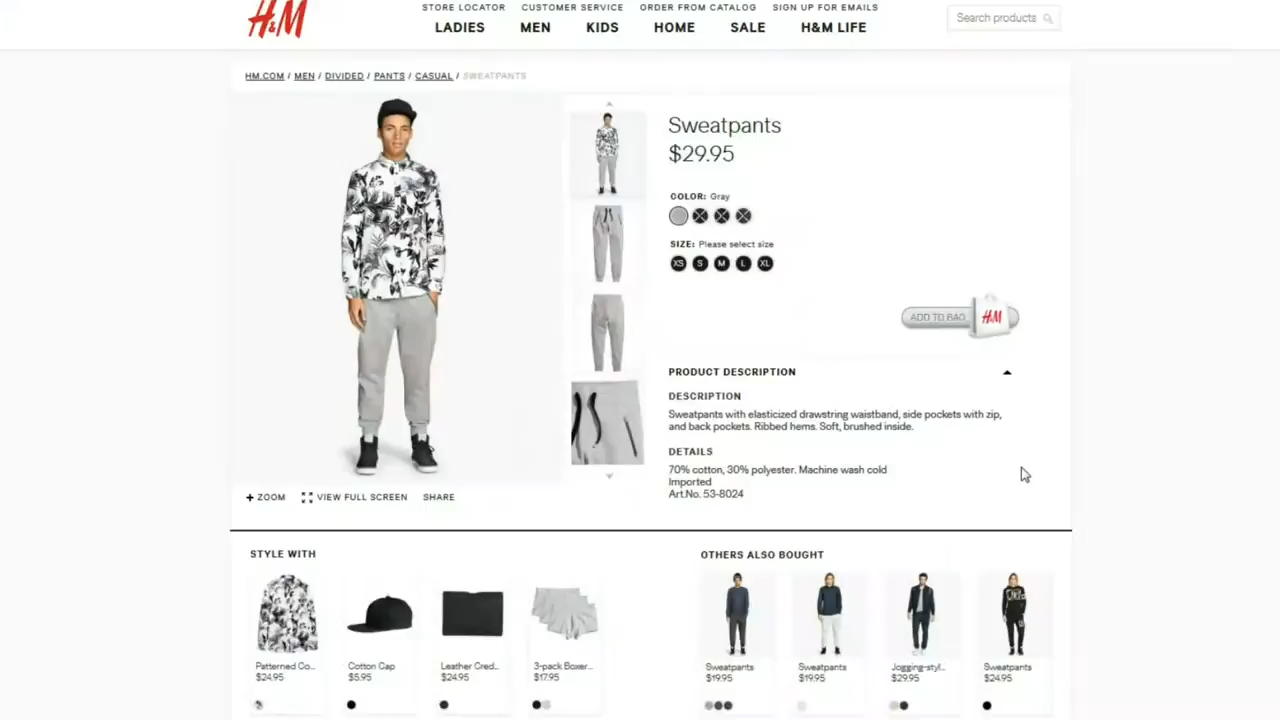 H&M
STORE LOCATOR CUSTOMER SERVICE ORDER FROM CATALOG SIGN UP FOR EMAILS
LADIES MEN KIDS HOME SALE H&M LIFE
Search products
HM.COM / MEN / DIVIDED / PANTS / CASUAL / SWEATPANTS
Sweatpants
$29.95
COLOR: Gray
SIZE: Please select size
XS S M L XL
ADD TO BAG H&M
PRODUCT DESCRIPTION
DESCRIPTION
Sweatpants with elasticized drawstring waistband, side pockets with zip,
and back pockets. Ribbed hems. Soft, brushed inside.
DETAILS
70% cotton, 30% polyester. Machine wash cold
Imported
Art.No. 53-8024
ZOOM VIEW FULL SCREEN SHARE
STYLE WITH
Patterned Co...
$24.95
Cotton Cap
$5.95
Leather Cred...
$24.95
3-pack Boxer...
$17.95
OTHERS ALSO BOUGHT
Sweatpants
$19.95
Sweatpants
$19.95
Jogging-styl...
$29.95
Sweatpants
$24.95